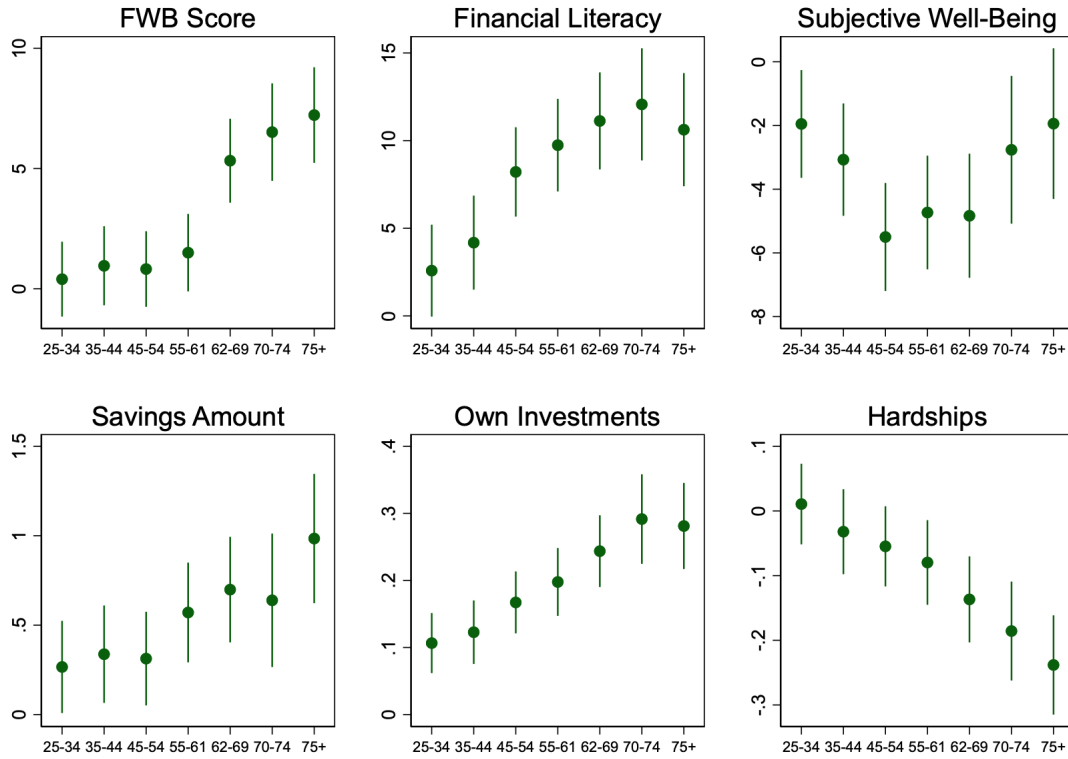 FWB Score
10
5
0
25-34 35-44 45-54 55-61 62-69 70-74 75+
Financial Literacy
15
10
5
0
25-34 35-44 45-54 55-61 62-69 70-74 75+
Subjective Well-Being
0
-2
-4
-6
-8
25-34 35-44 45-54 55-61 62-69 70-74 75+
Savings Amount
1.5
1
.5
0
25-34 35-44 45-54 55-61 62-69 70-74 75+
Own Investments
.4
.3
.2
.1
0
25-34 35-44 45-54 55-61 62-69 70-74 75+
Hardships
.1
0
-.1
-.2
-.3
25-34 35-44 45-54 55-61 62-69 70-74 75+